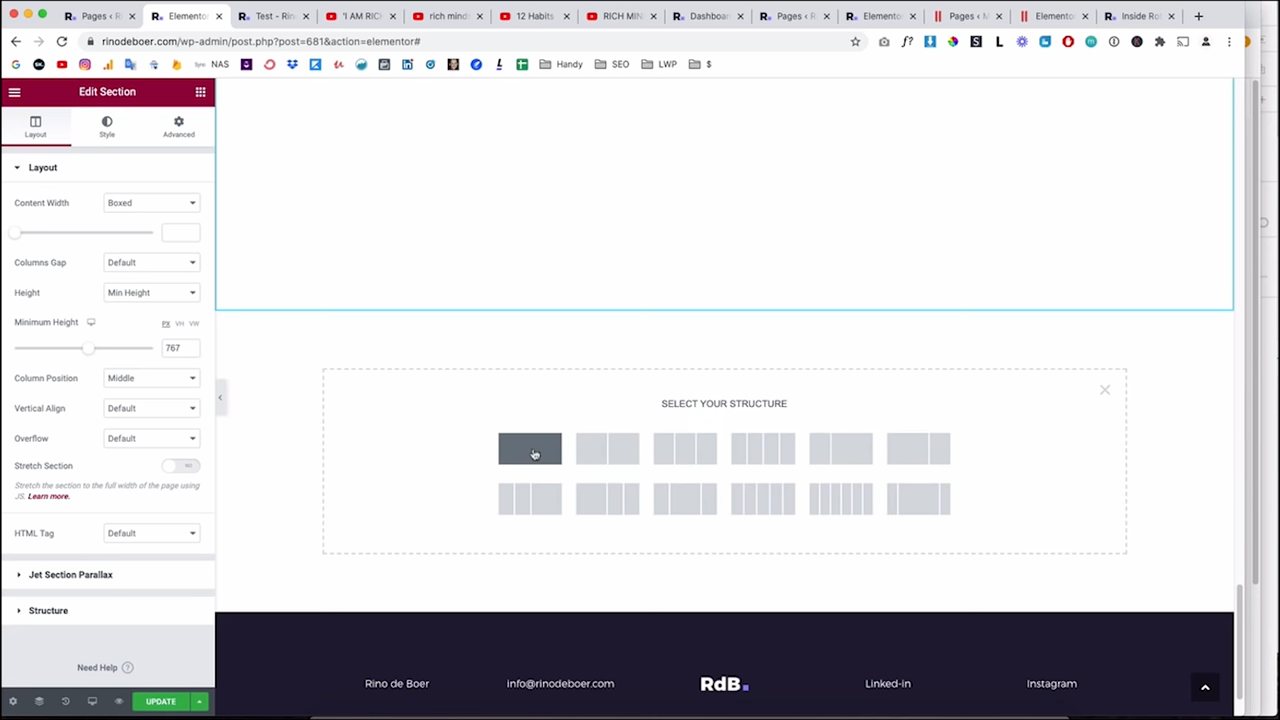 Pages < R
Elementor
Test - Rin
'I AM RICH
rich minds
12 Habits
RICH MIN
Dashboar
Pages < R
Elementor
Pages < M
Elementor
Inside Rol
rinodeboer.com/wp-admin/post.php?post=681&action=elementor#
NAS
Handy
SEO
LWP
$
Edit Section
Layout
Style
Advanced
Layout
Content Width
Boxed
Columns Gap
Default
Height
Min Height
Minimum Height
PX VH VW
767
Column Position
Middle
Vertical Align
Default
Overflow
Default
Stretch Section
NO
Stretch the section to the full width of the page using
JS. Learn more.
HTML Tag
Default
Jet Section Parallax
Structure
Need Help
UPDATE
SELECT YOUR STRUCTURE
Rino de Boer
info@rinodeboer.com
RdB.
Linked-in
Instagram